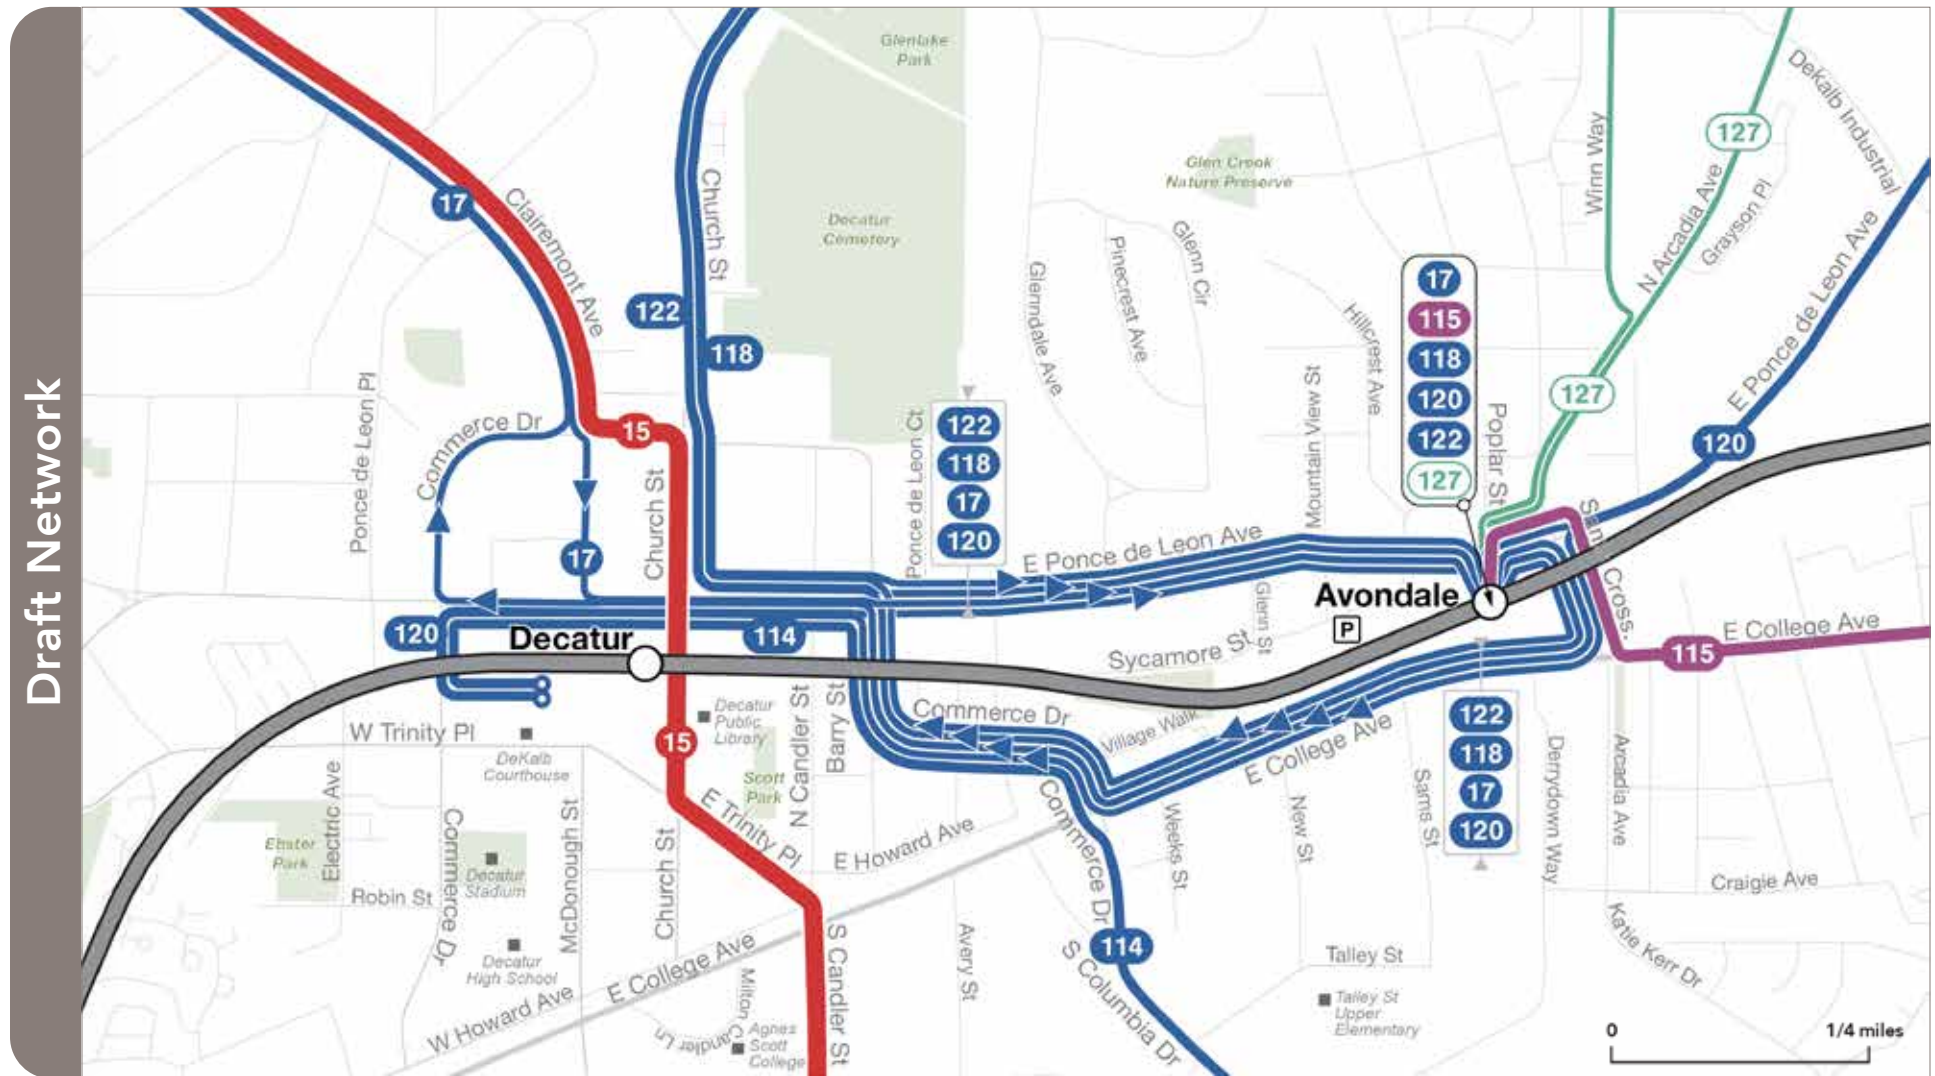 Draft Network
Glenlake
Park
Dekalb Industrial
127
Winn Way
Glen Creek
Nature Preserve
N Arcadia Ave
Grayson Pl
17
Clairemont Ave
Church St
Decatur
Cemetery
Glenn Cir
Pinecrest Ave
Glenndale Ave
E Ponce de Leon Ave
122
118
17
115
118
120
122
127
Hillcrest Ave
Mountain View St
Poplar St
127
120
Ponce de Leon Pl
Commerce Dr
15
Church St
Ponce de Leon Ct
122
118
17
120
17
E Ponce de Leon Ave
Sam
Cross.
Glenn St
Avondale
P
120
Decatur
114
Sycamore St
E College Ave
115
Decatur
Public
Library
N Candler St
Barry St
Commerce Dr
Village Walk
E College Ave
122
118
17
120
W Trinity Pl
DeKalb
Courthouse
15
Scott
Park
Electric Ave
Commerce Dr
McDonough St
Church St
E Trinity Pl
E Howard Ave
Commerce Dr
Weeks St
New St
Sams St
Derrydown Way
Arcadia Ave
Ebster
Park
Decatur
Stadium
Robin St
Craigie Ave
Decatur
High School
E College Ave
W Howard Ave
S Candler St
Avery St
114
S Columbia Dr
Talley St
Talley St
Upper
Elementary
Katie Kerr Dr
Milton Candler Ln
Agnes
Scott
College
0 1/4 miles